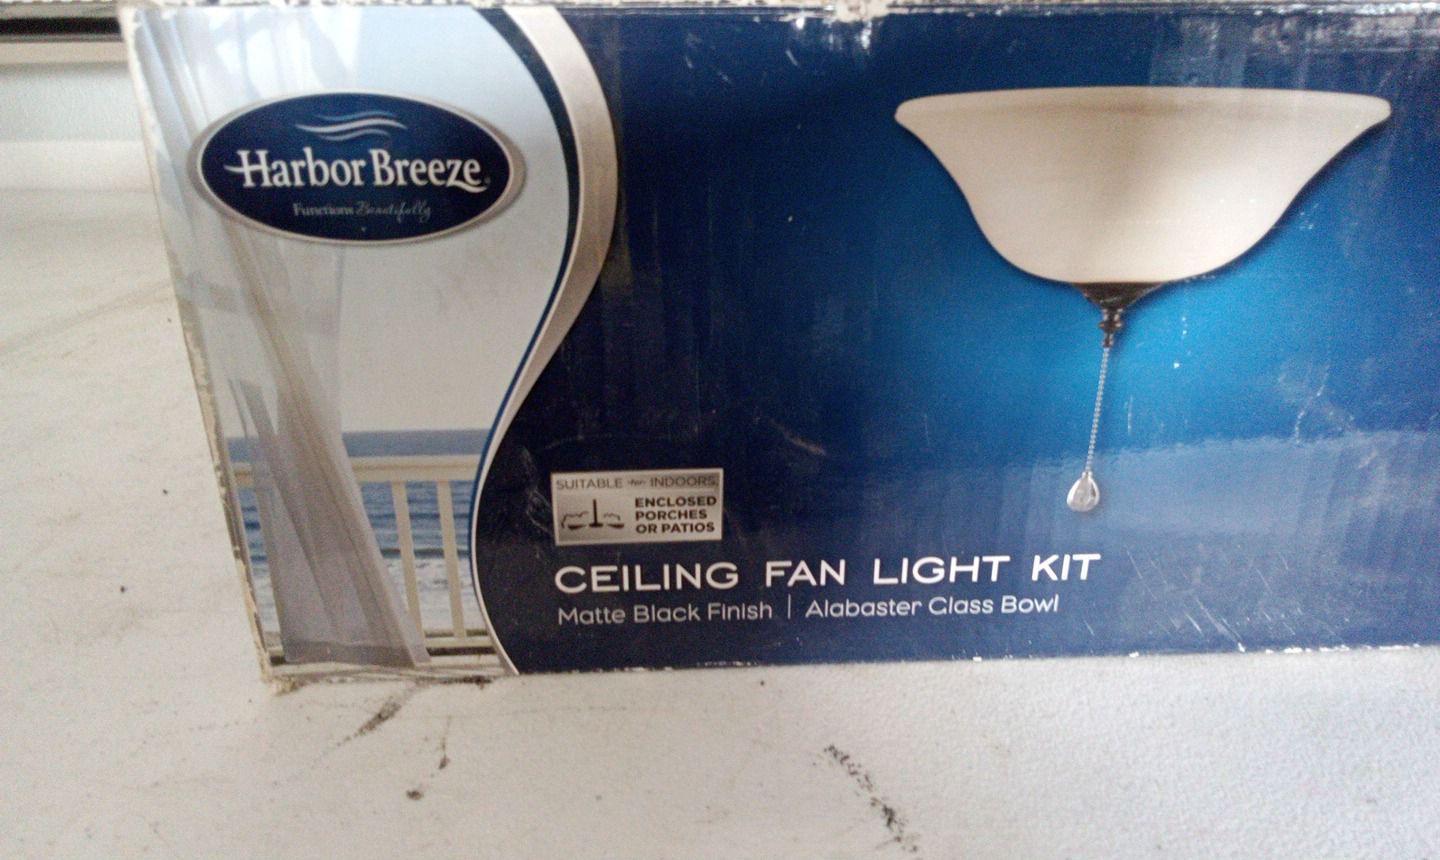 Harbor Breeze
Functions Beautifully
SUITABLE for INDOORS,
ENCLOSED
PORCHES
OR PATIOS
CEILING FAN LIGHT KIT
Matte Black Finish | Alabaster Glass Bowl